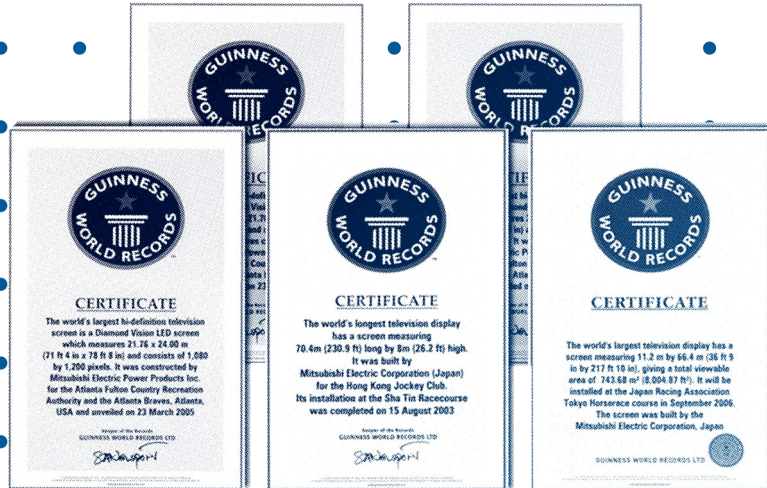 GUINNESS
WORLD RECORDS
GUINNESS
WORLD RECORDS
GUINNESS
WORLD RECORDS
CERTIFICATE
The world's largest hi-definition television
screen is a Diamond Vision LED screen
which measures 21.76 x 24.00 m
(71 ft 4 in x 78 ft 8 in) and consists of 1,080
by 1,200 pixels. It was constructed by
Mitsubishi Electric Power Products Inc.
for the Atlanta Fulton Country Recreation
Authority and the Atlanta Braves, Atlanta,
USA and unveiled on 23 March 2005
Keeper of the Records
GUINNESS WORLD RECORDS LTD
GUINNESS
WORLD RECORDS
CERTIFICATE
The world's longest television display
has a screen measuring
70.4m (230.9 ft) long by 8m (26.2 ft) high.
It was built by
Mitsubishi Electric Corporation (Japan)
for the Hong Kong Jockey Club.
Its installation at the Sha Tin Racecourse
was completed on 15 August 2003
Keeper of the Records
GUINNESS WORLD RECORDS LTD
GUINNESS
WORLD RECORDS
CERTIFICATE
The world's largest television display has a
screen measuring 11.2 m by 66.4 m (36 ft 9
in by 217 ft 10 in), giving a total viewable
area of 743.68 m² (8,004.87 ft²). It will be
installed at the Japan Racing Association
Tokyo Horserace course in September 2006.
The screen was built by the
Mitsubishi Electric Corporation, Japan
GUINNESS WORLD RECORDS LTD